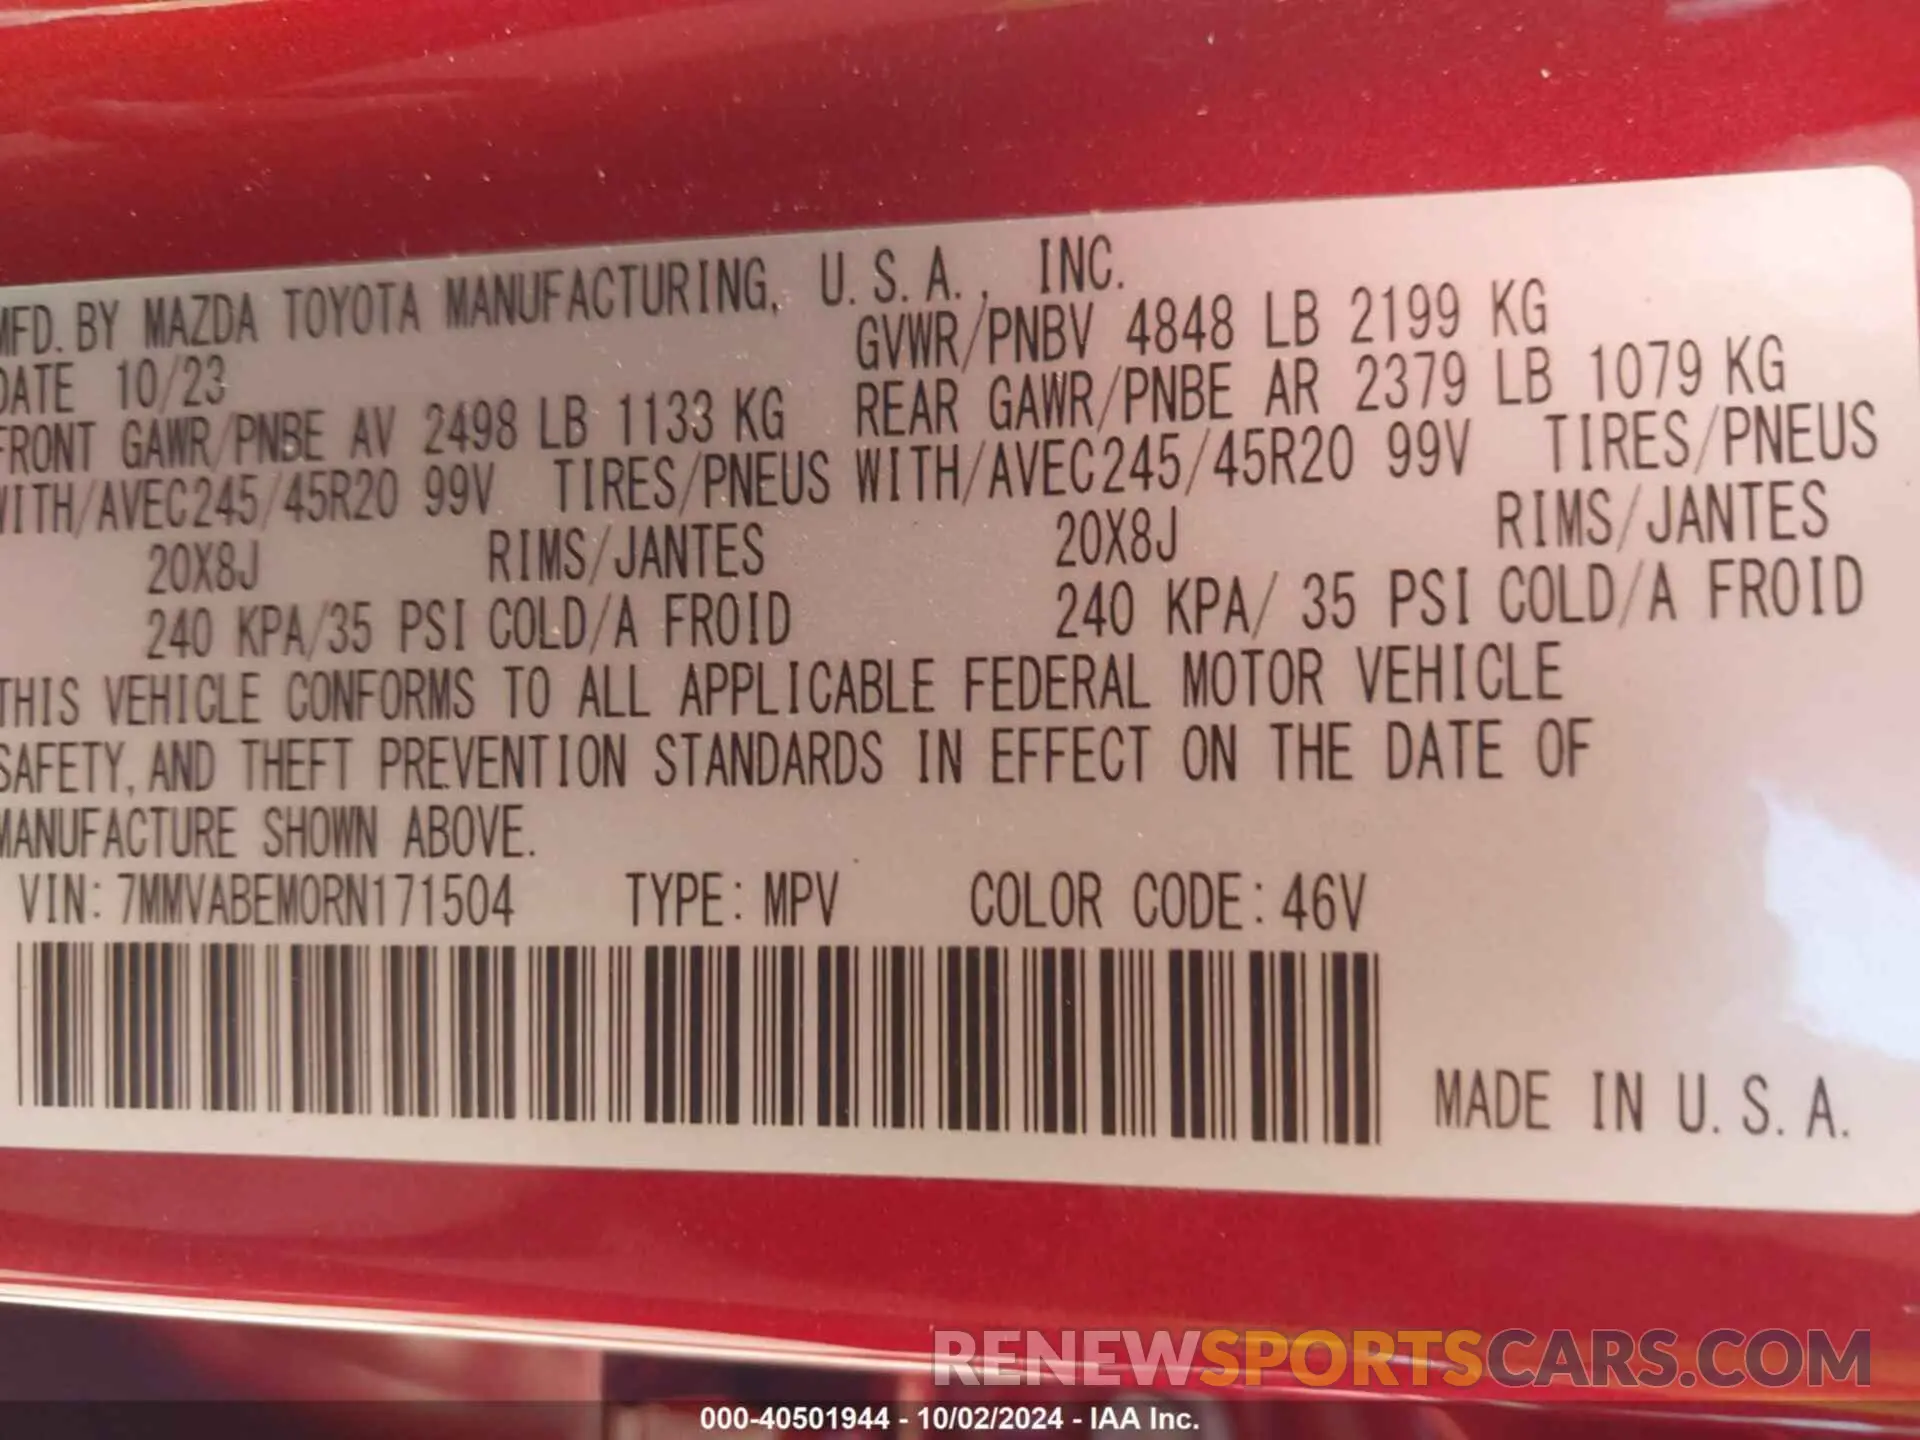 MFD. BY MAZDA TOYOTA MANUFACTURING, U.S.A., INC.
DATE 10/23 GVWR/PNBV 4848 LB 2199 KG
FRONT GAWR/PNBE AV 2498 LB 1133 KG REAR GAWR/PNBE AR 2379 LB 1079 KG
WITH/AVEC245/45R20 99V TIRES/PNEUS WITH/AVEC245/45R20 99V TIRES/PNEUS
20X8J RIMS/JANTES 20X8J RIMS/JANTES
240 KPA/35 PSI COLD/A FROID 240 KPA/ 35 PSI COLD/A FROID
THIS VEHICLE CONFORMS TO ALL APPLICABLE FEDERAL MOTOR VEHICLE
SAFETY, AND THEFT PREVENTION STANDARDS IN EFFECT ON THE DATE OF
MANUFACTURE SHOWN ABOVE.
VIN: 7MMVABEM0RN171504 TYPE: MPV COLOR CODE: 46V
MADE IN U.S.A.
RENEWSPORTSCARS.COM
000-40501944 - 10/02/2024 - IAA Inc.